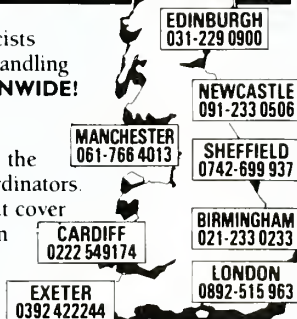 cists
andling
NWIDE!
the
rdinators.
t cover
n
EDINBURGH
031-229 0900
NEWCASTLE
091-233 0506
MANCHESTER
061-766 4013
SHEFFIELD
0742-699 937
BIRMINGHAM
021-233 0233
CARDIFF
0222 549174
LONDON
0892-515 963
EXETER
0392 422244